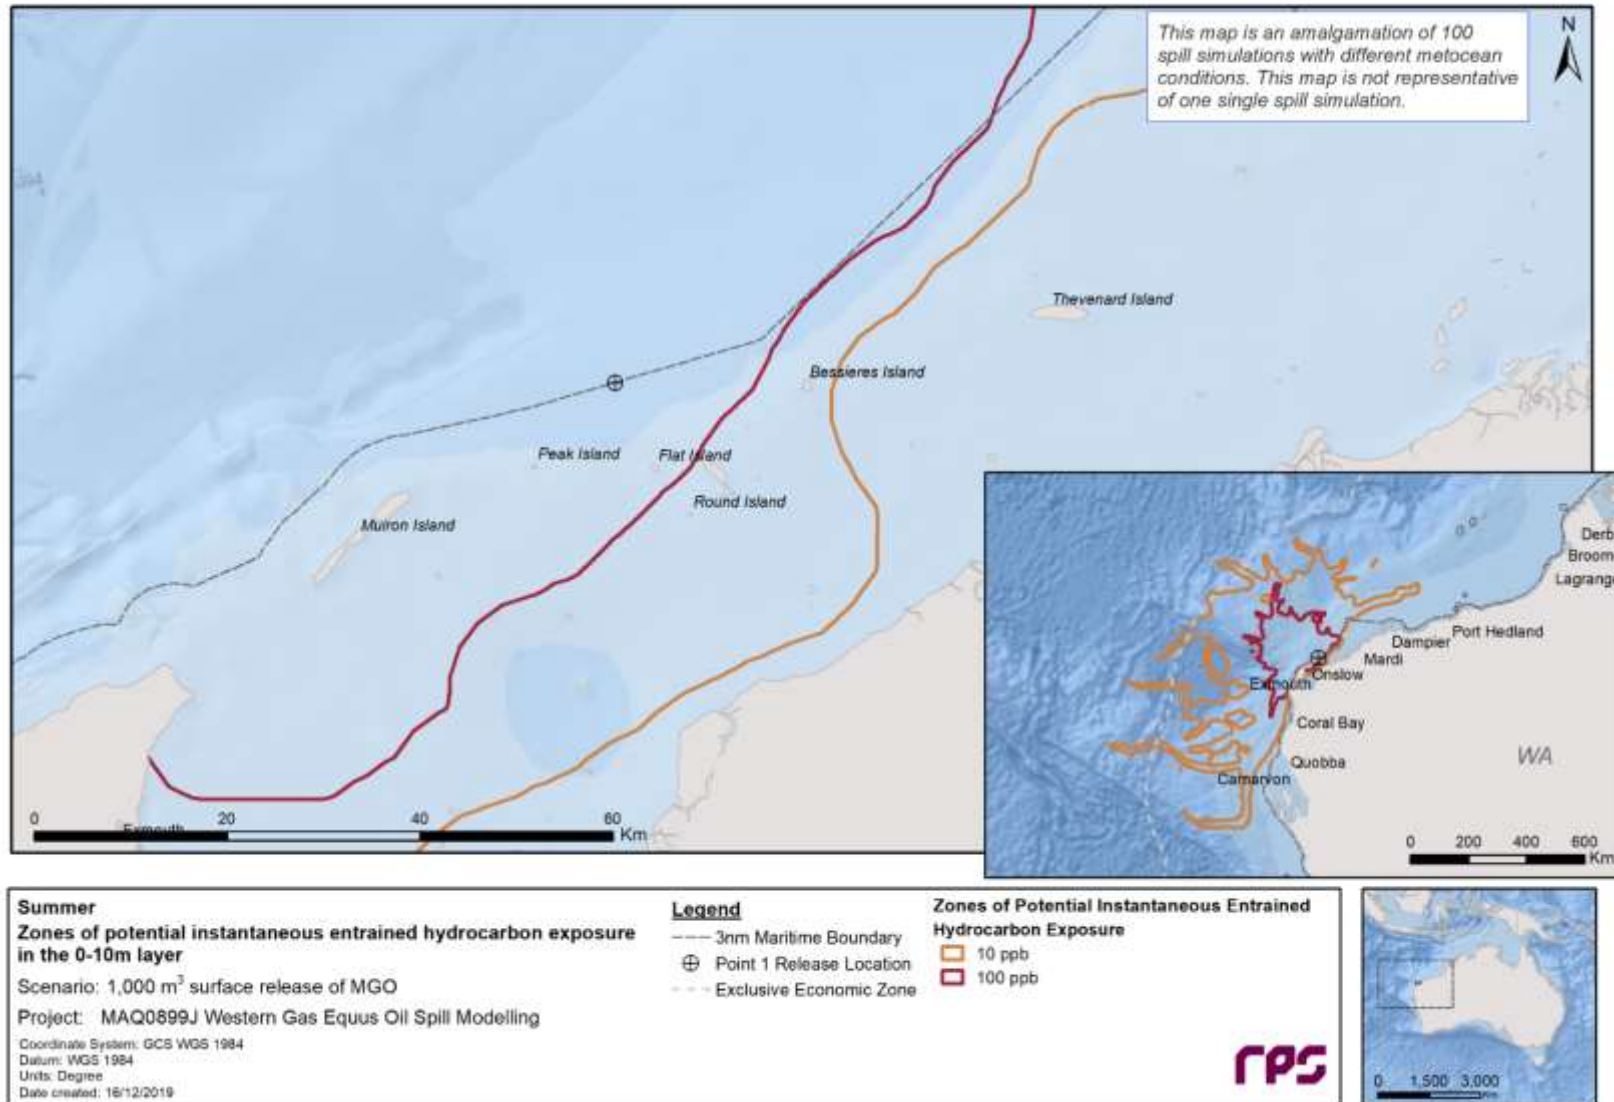 This map is an amalgamation of 100
spill simulations with different metocean
conditions. This map is not representative
of one single spill simulation.
N
Thevenard Island
Bessieres Island
Peak Island
Flat Island
Round Island
Muiron Island
Exmouth
0 20 40 60 Km
Derb
Broom
Lagrange
Port Hedland
Dampier
Mardi
Onslow
Exmouth
Coral Bay
WA
Quobba
Carnarvon
0 200 400 600
Km
Summer
Zones of potential instantaneous entrained hydrocarbon exposure
in the 0-10m layer
Scenario: 1,000 m³ surface release of MGO
Project: MAQ0899J Western Gas Equus Oil Spill Modelling
Coordinate System: GCS WGS 1984
Datum: WGS 1984
Units: Degree
Date created: 16/12/2019
Legend
3nm Maritime Boundary
Point 1 Release Location
Exclusive Economic Zone
Zones of Potential Instantaneous Entrained
Hydrocarbon Exposure
10 ppb
100 ppb
rps
0 1,500 3,000